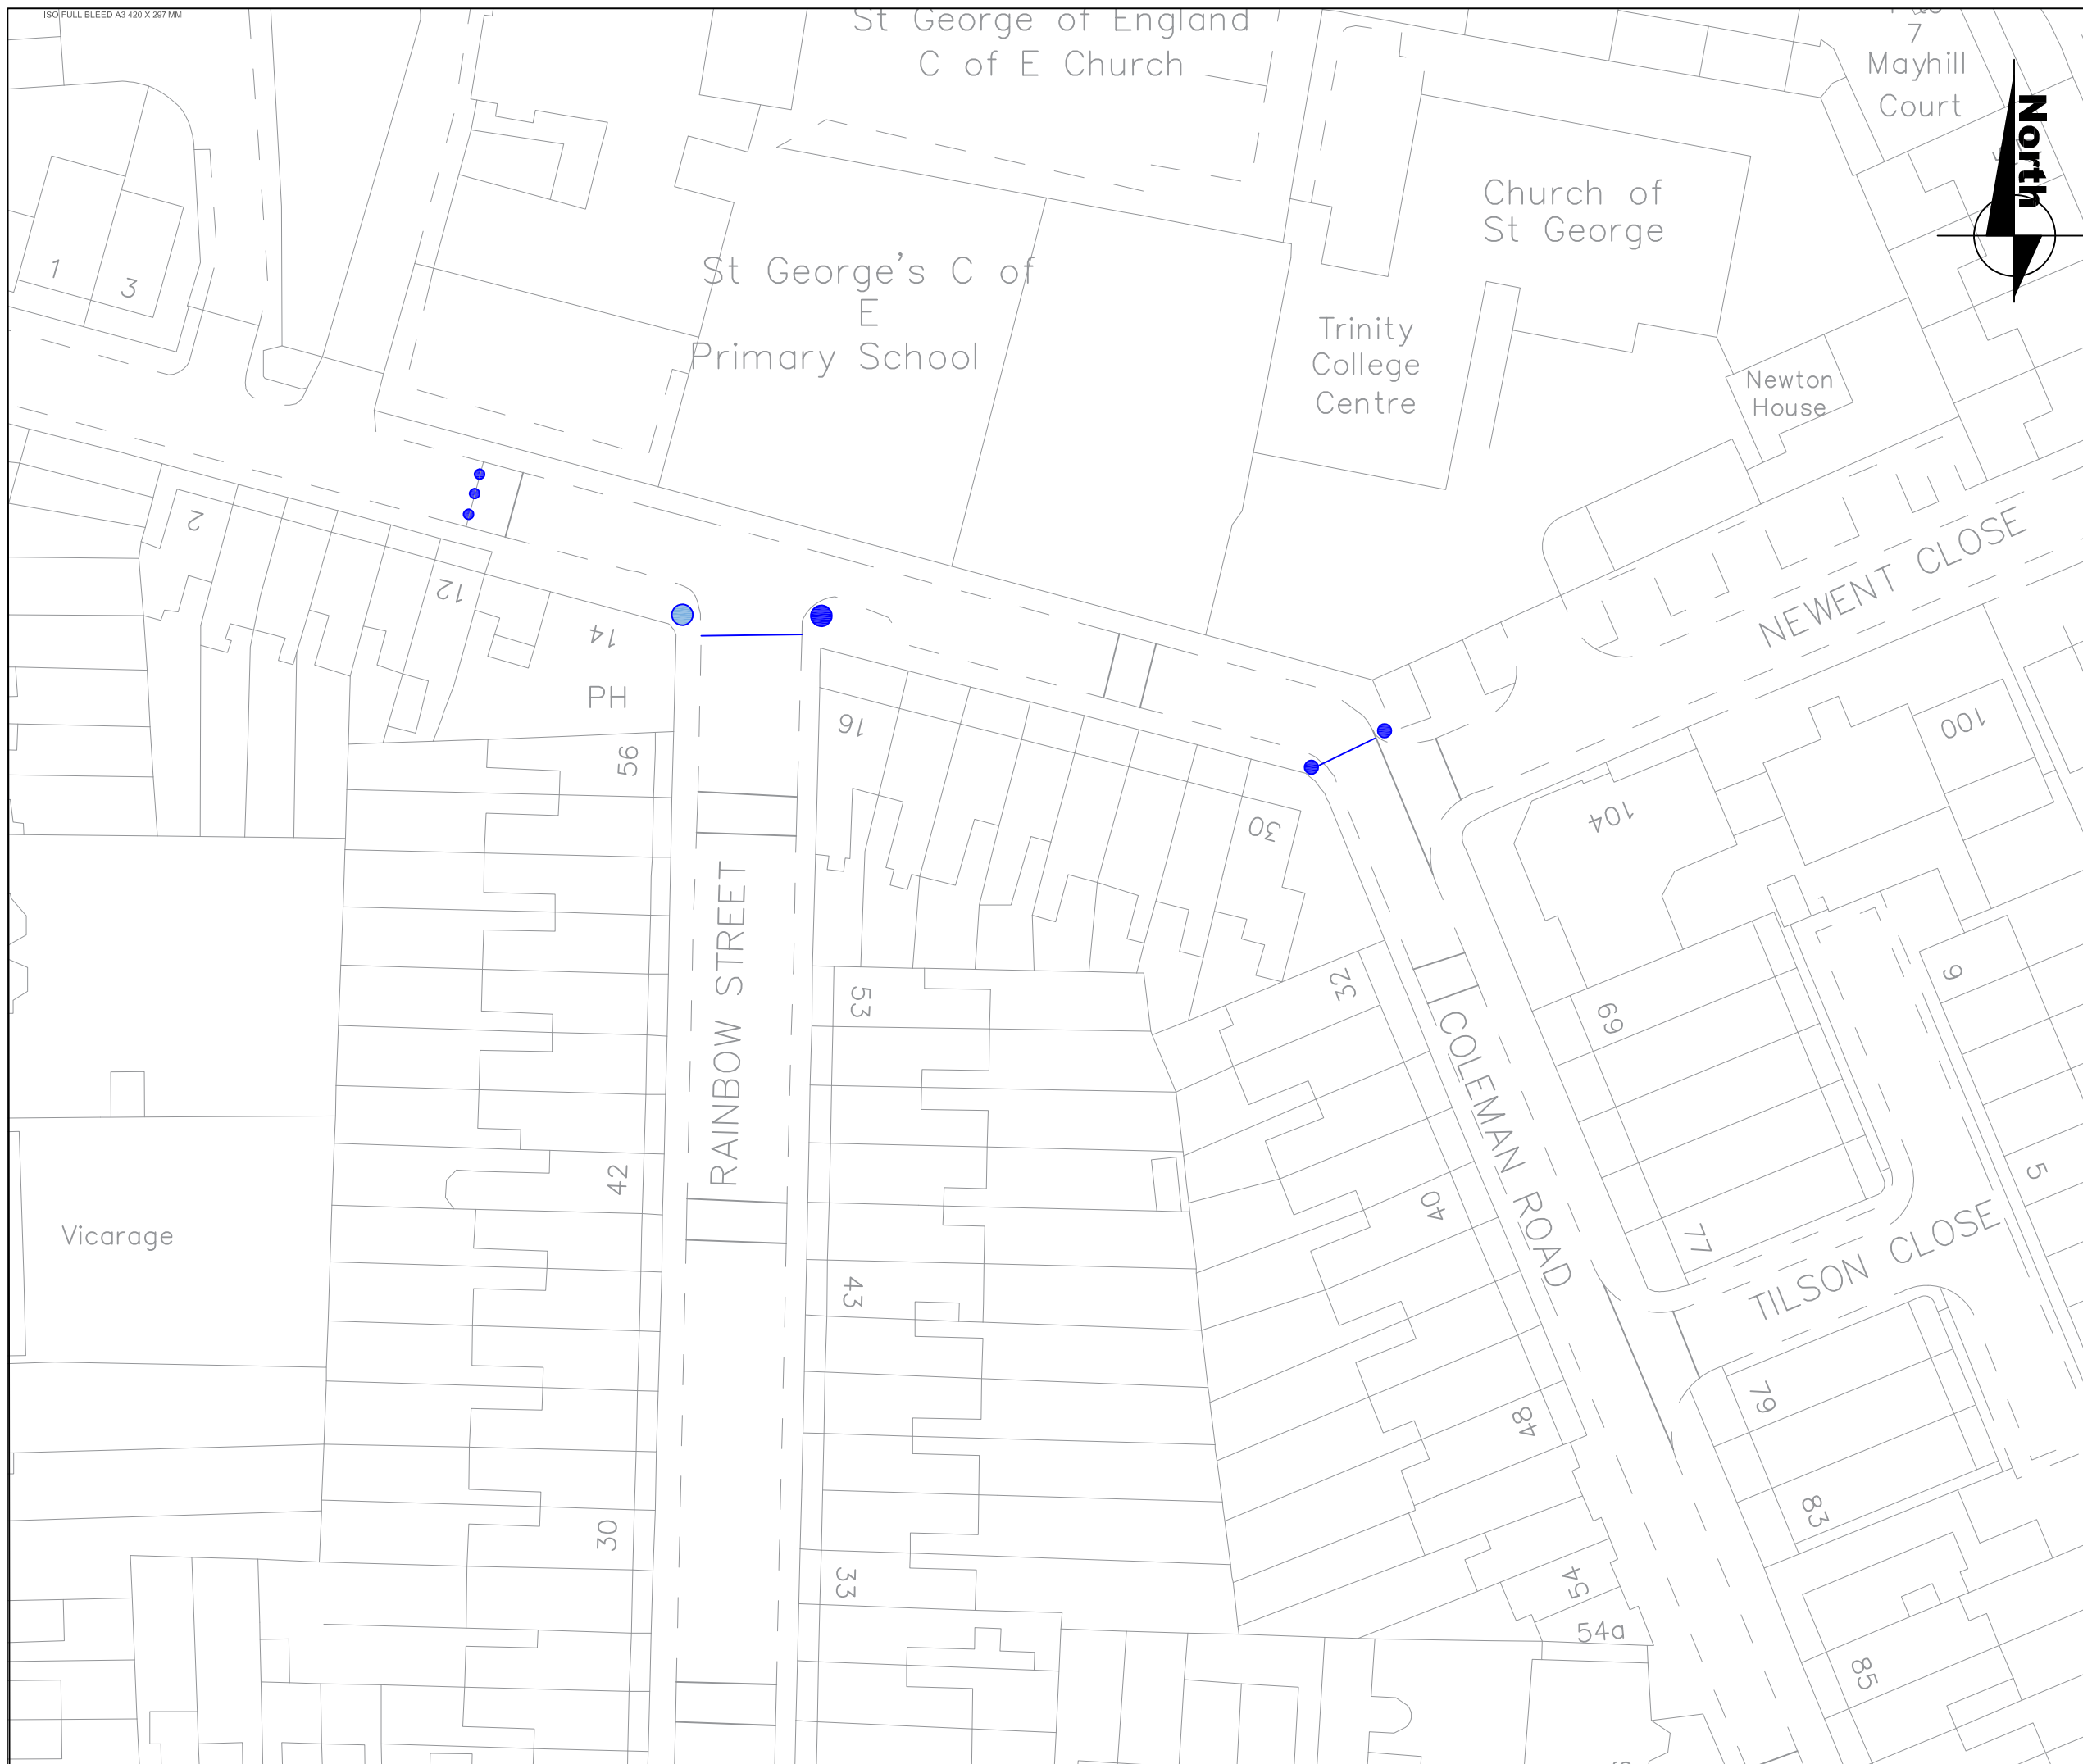 ISO FULL BLEED A3 420 X 297 MM
St George of England
C of E Church
7
Mayhill
Court
North
Church of
St George
1
3
St George's C of
E
Primary School
Trinity
College
Centre
Newton
House
2
12
14
PH
NEWENT CLOSE
16
100
56
30
104
RAINBOW STREET
53
32
69
9
COLEMAN ROAD
42
40
5
Vicarage
77
TILSON CLOSE
43
48
79
30
83
33
54
54a
85